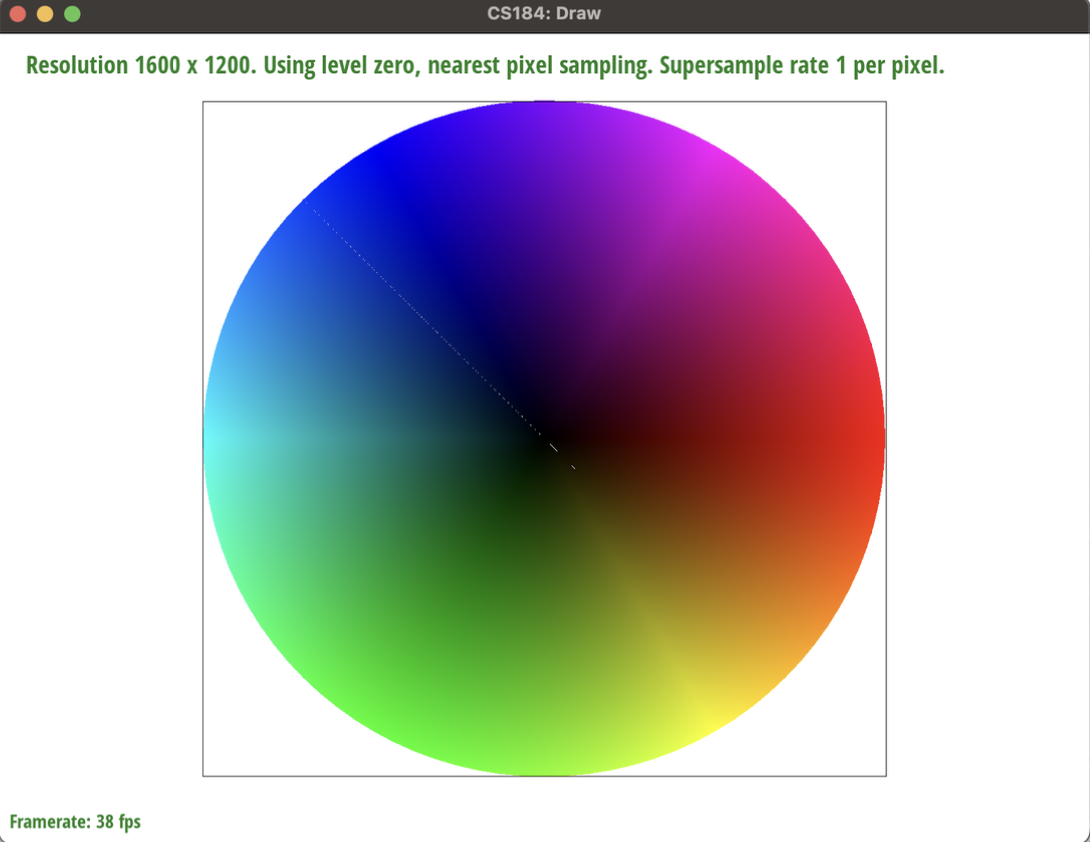 CS184: Draw
Resolution 1600 x 1200. Using level zero, nearest pixel sampling. Supersample rate 1 per pixel.
Framerate: 38 fps